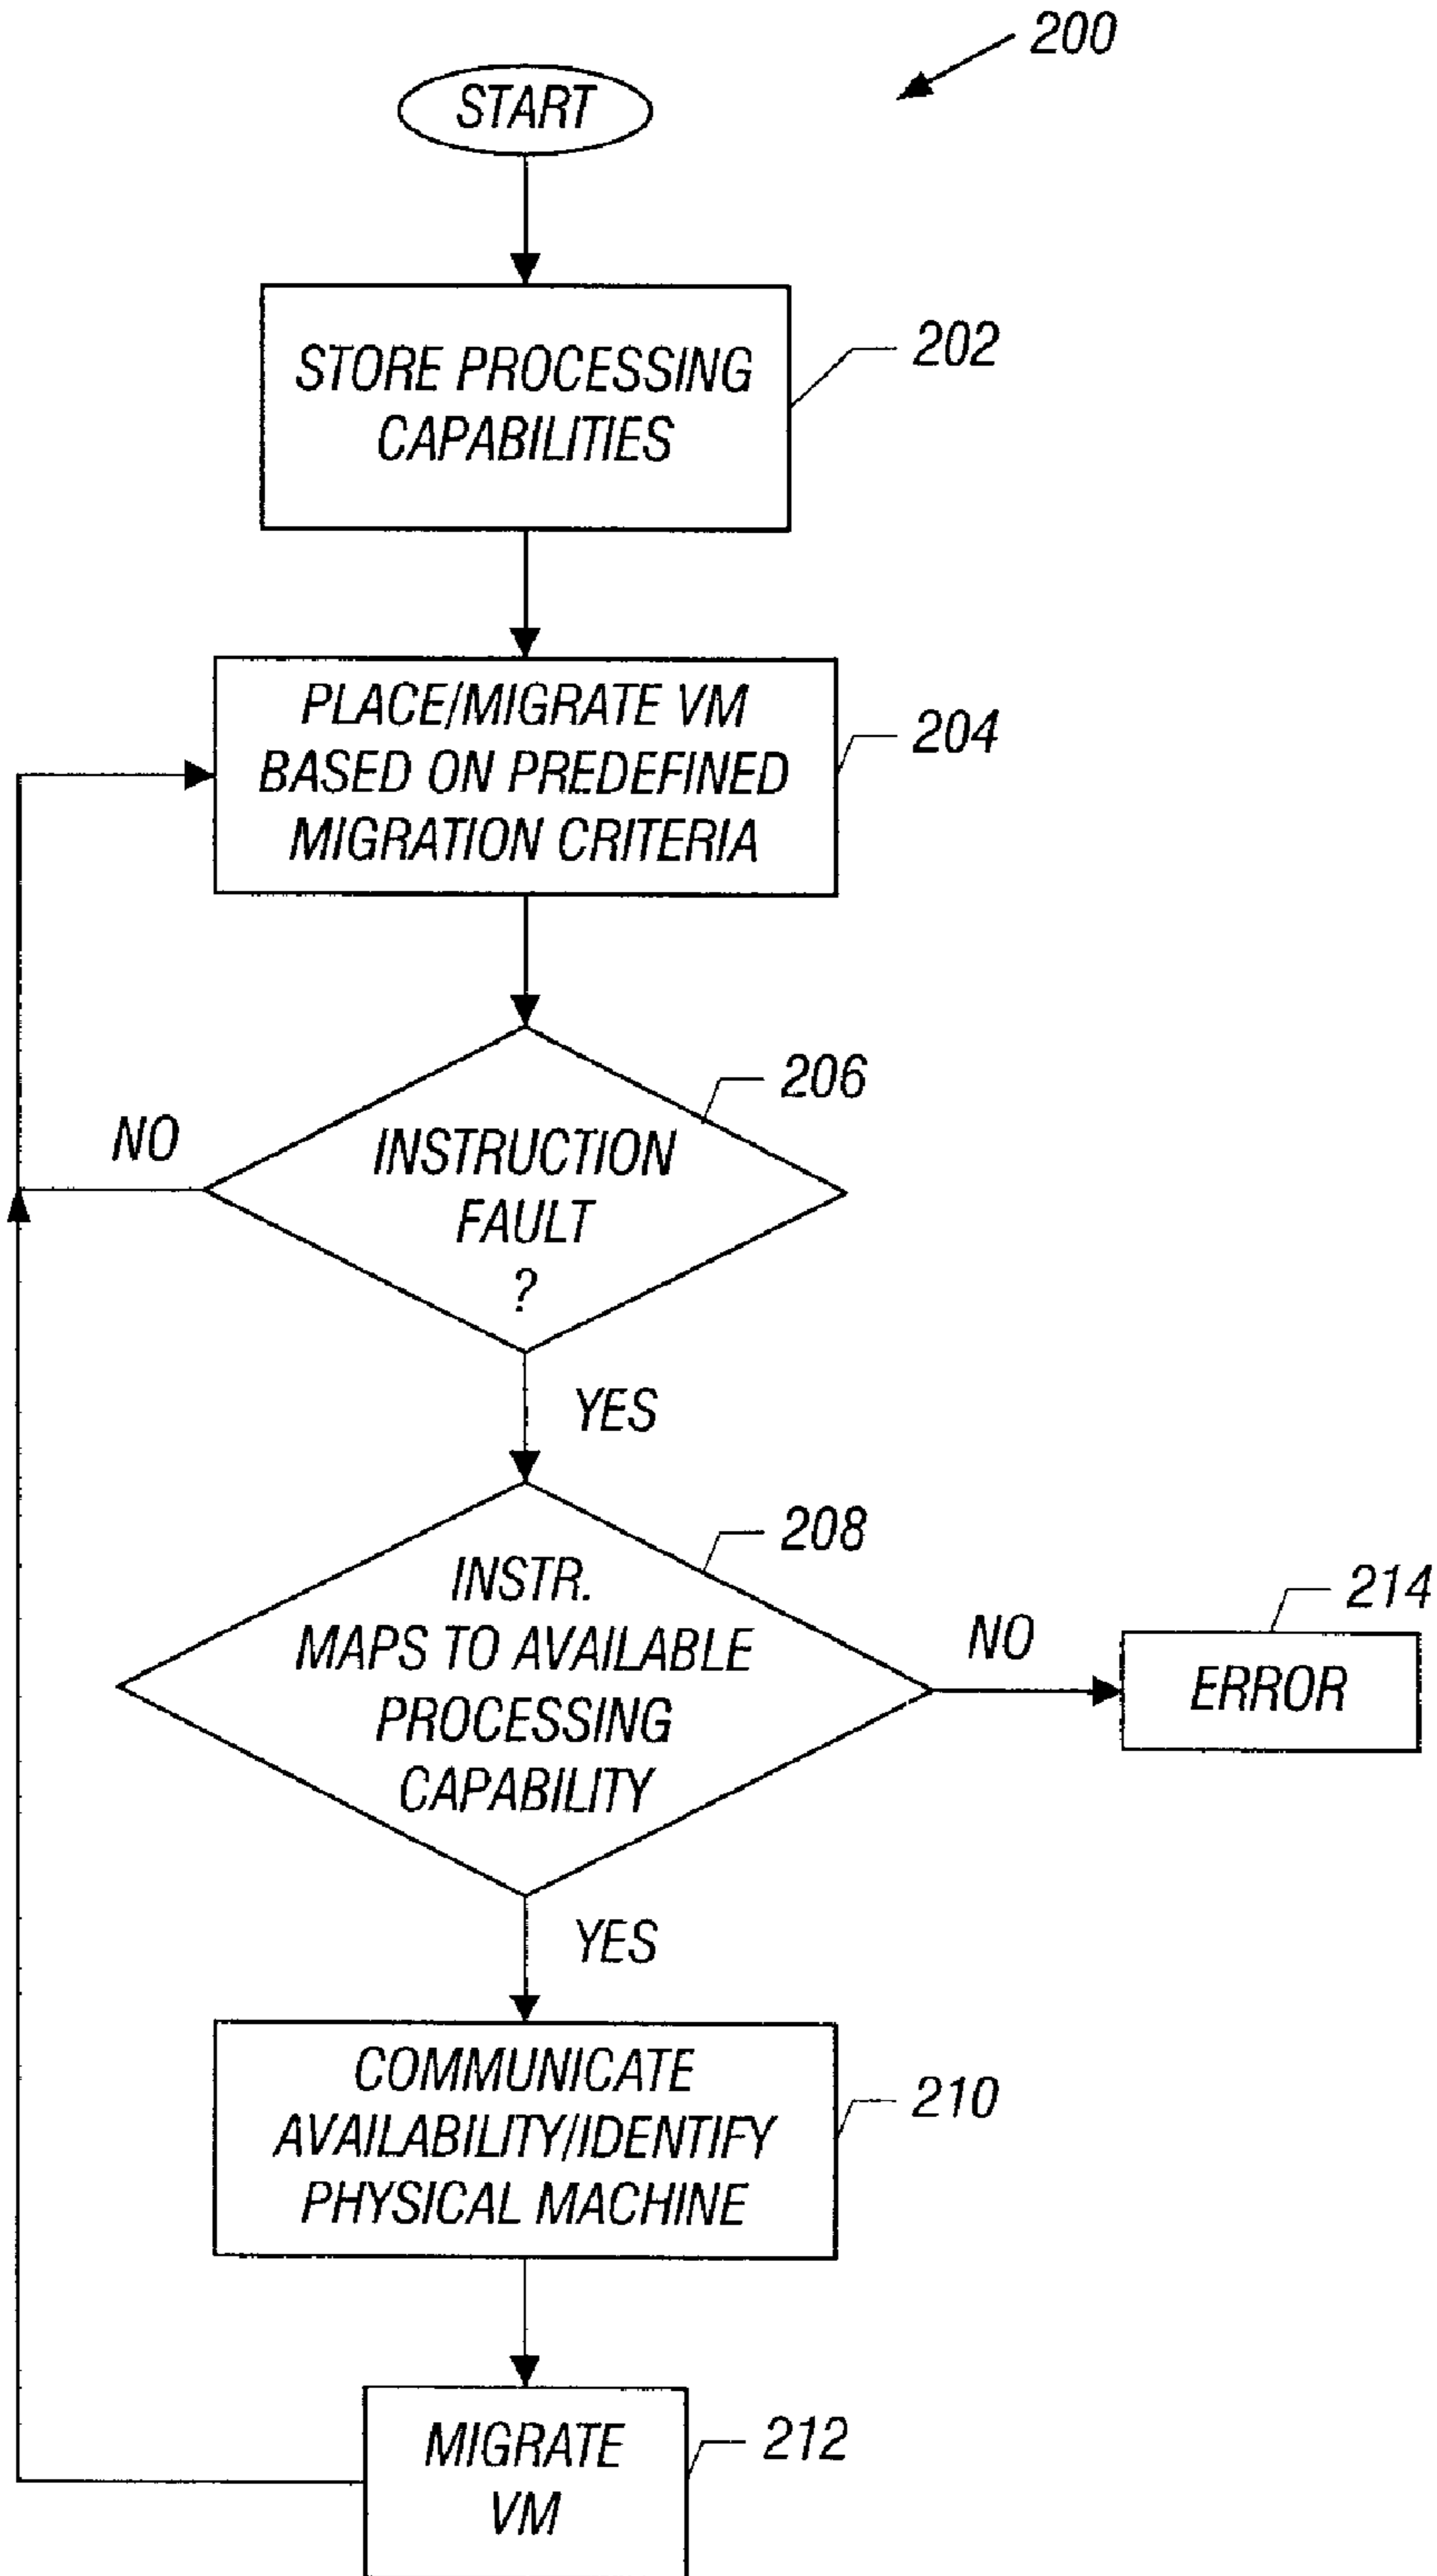 200
START
STORE PROCESSING
CAPABILITIES
202
PLACE/MIGRATE VM
BASED ON PREDEFINED
MIGRATION CRITERIA
204
206
INSTRUCTION
FAULT
?
NO
YES
208
INSTR.
MAPS TO AVAILABLE
PROCESSING
CAPABILITY
NO
214
ERROR
YES
COMMUNICATE
AVAILABILITY/IDENTIFY
PHYSICAL MACHINE
210
MIGRATE
VM
212